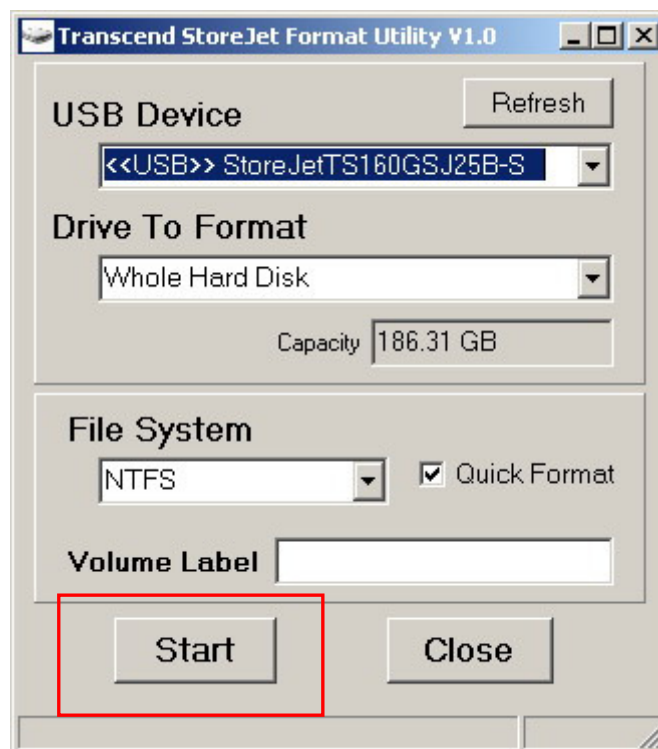 Transcend StoreJet Format Utility V1.0
Refresh
USB Device
<<USB>> StoreJetTS160GSJ25B-S
Drive To Format
Whole Hard Disk
Capacity 186.31 GB
File System
NTFS Quick Format
Volume Label
Start Close